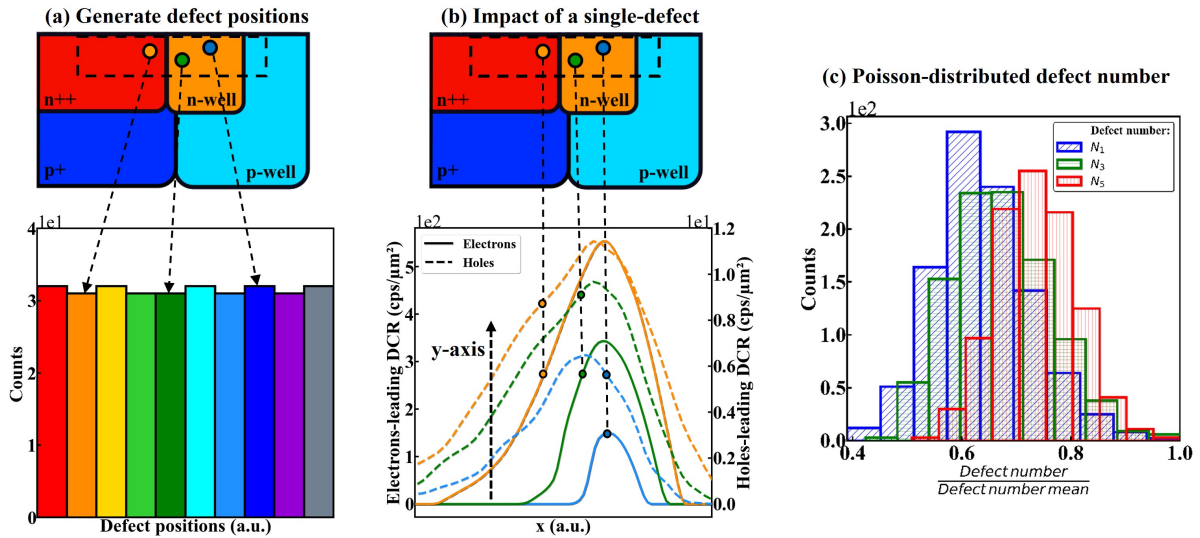 (a) Generate defect positions
n++
n-well
p+
p-well
1e1
4
3
2
1
0
Counts
Defect positions (a.u.)
(b) Impact of a single-defect
n++
n-well
p+
p-well
1e2
1e1
Electrons
Holes
y-axis
5
4
3
2
1
0
Electrons-leading DCR (cps/μm²)
1.2
1.0
0.8
0.6
0.4
0.2
0.0
Holes-leading DCR (cps/μm²)
x (a.u.)
(c) Poisson-distributed defect number
1e2
3.0
2.5
2.0
1.5
1.0
0.5
0.0
Counts
Defect number:
N₁
N₃
N₅
0.4
0.6
0.8
1.0
Defect number
Defect number mean